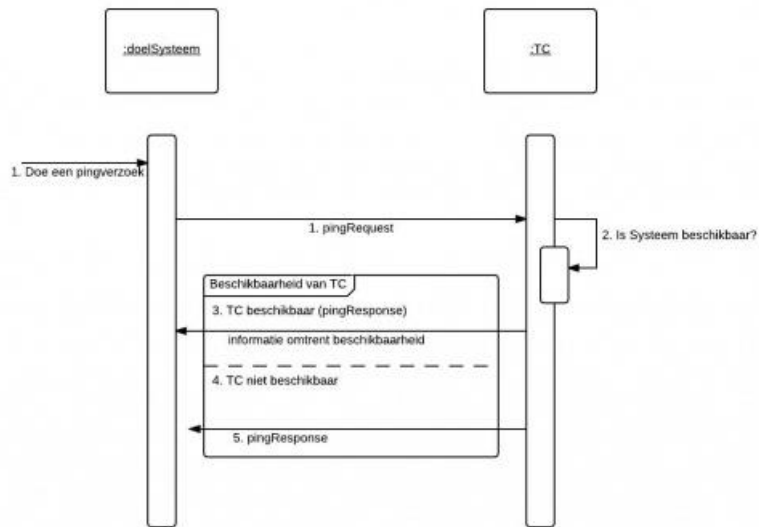 :doelSysteem
:TC
1. Doe een pingverzoek
1. pingRequest
2. Is Systeem beschikbaar?
Beschikbaarheid van TC
3. TC beschikbaar (pingResponse)
informatie omtrent beschikbaarheid
4. TC niet beschikbaar
5. pingResponse